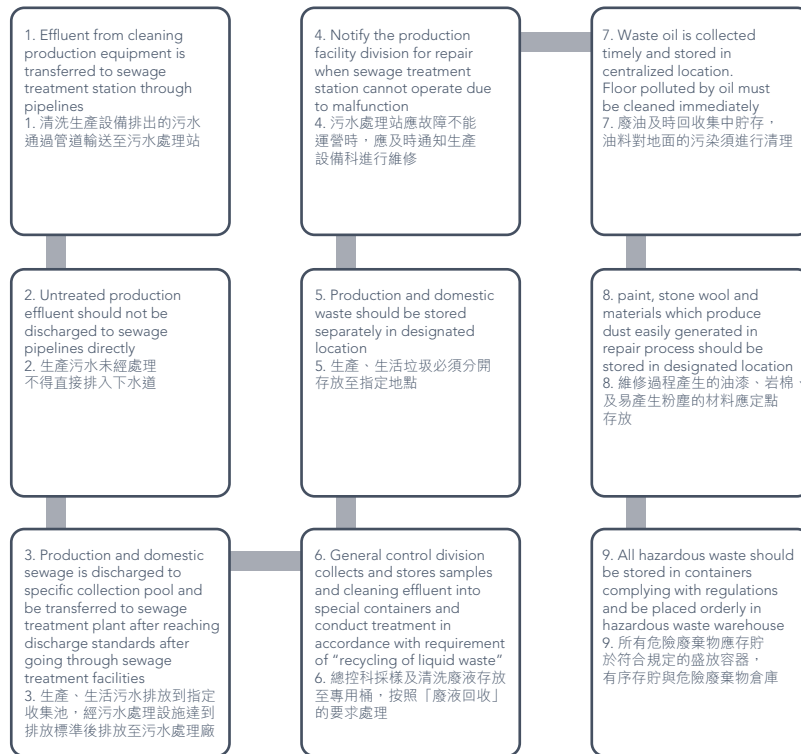 1. Effluent from cleaning
production equipment is
transferred to sewage
treatment station through
pipelines
1. 清洗生產設備排出的污水
通過管道輸送至污水處理站
2. Untreated production
effluent should not be
discharged to sewage
pipelines directly
2. 生產污水未經處理
不得直接排入下水道
3. Production and domestic
sewage is discharged to
specific collection pool and
be transferred to sewage
treatment plant after reaching
discharge standards after
going through sewage
treatment facilities
3. 生產、生活污水排放到指定
收集池，經污水處理設施達到
排放標準後排放至污水處理廠
4. Notify the production
facility division for repair
when sewage treatment
station cannot operate due
to malfunction
4. 污水處理站應故障不能
運營時，應及時通知生產
設備科進行維修
5. Production and domestic
waste should be stored
separately in designated
location
5. 生產、生活垃圾必須分開
存放至指定地點
6. General control division
collects and stores samples
and cleaning effluent into
special containers and
conduct treatment in
accordance with requirement
of “recycling of liquid waste”
6. 總控科採樣及清洗廢液存放
至專用桶，按照「廢液回收」
的要求處理
7. Waste oil is collected
timely and stored in
centralized location.
Floor polluted by oil must
be cleaned immediately
7. 廢油及時回收集中貯存，
油料對地面的污染須進行清理
8. paint, stone wool and
materials which produce
dust easily generated in
repair process should be
stored in designated location
8. 維修過程產生的油漆、岩棉、
及易產生粉塵的材料應定點
存放
9. All hazardous waste should
be stored in containers
complying with regulations
and be placed orderly in
hazardous waste warehouse
9. 所有危險廢棄物應存貯
於符合規定的盛放容器，
有序存貯與危險廢棄物倉庫